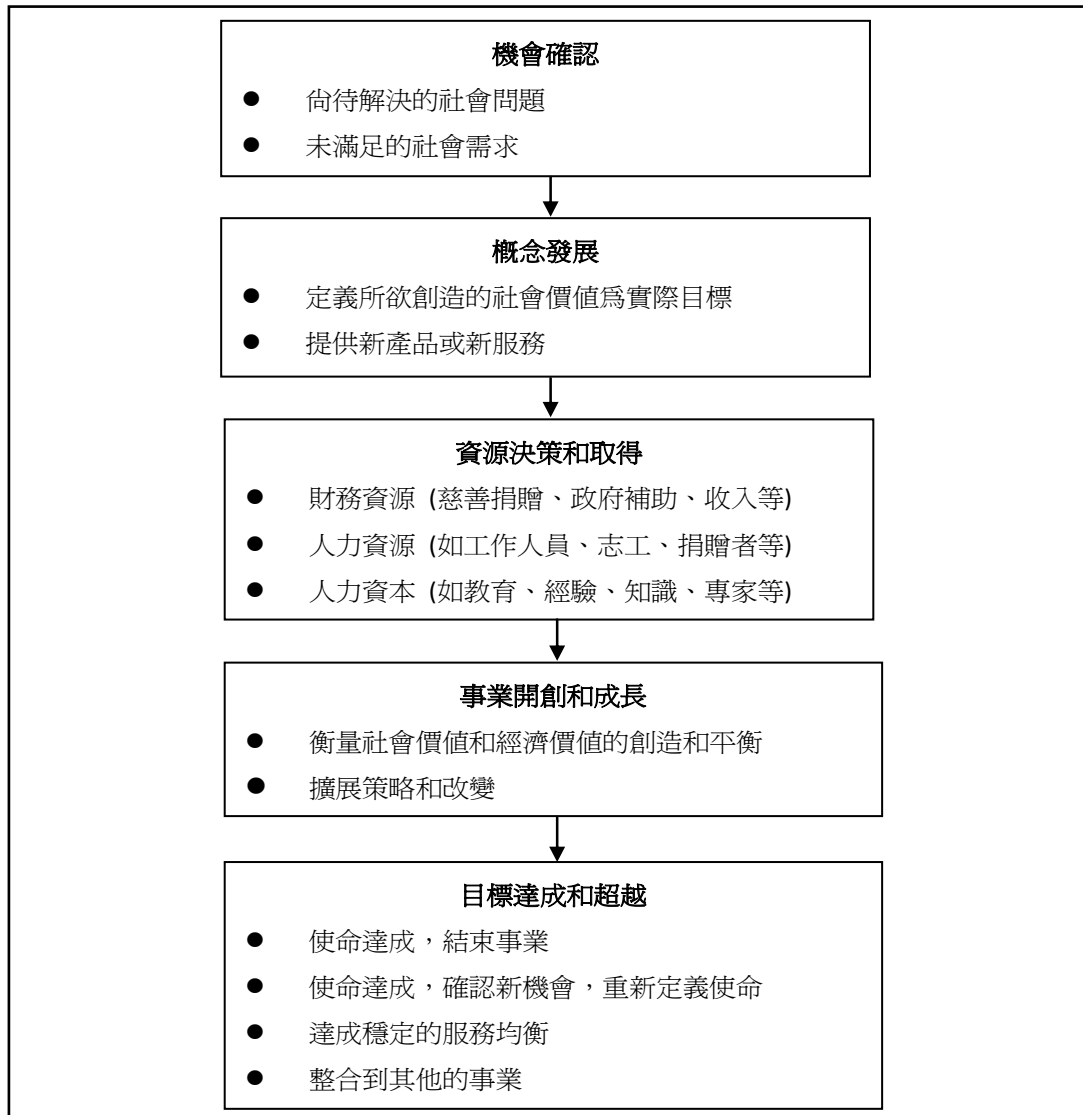 機會確認
● 尙待解決的社會問題
● 未滿足的社會需求
概念發展
● 定義所欲創造的社會價值爲實際目標
● 提供新產品或新服務
資源決策和取得
● 財務資源 (慈善捐贈、政府補助、收入等)
● 人力資源 (如工作人員、志工、捐贈者等)
● 人力資本 (如教育、經驗、知識、專家等)
事業開創和成長
● 衡量社會價值和經濟價值的創造和平衡
● 擴展策略和改變
目標達成和超越
● 使命達成，結束事業
● 使命達成，確認新機會，重新定義使命
● 達成穩定的服務均衡
● 整合到其他的事業